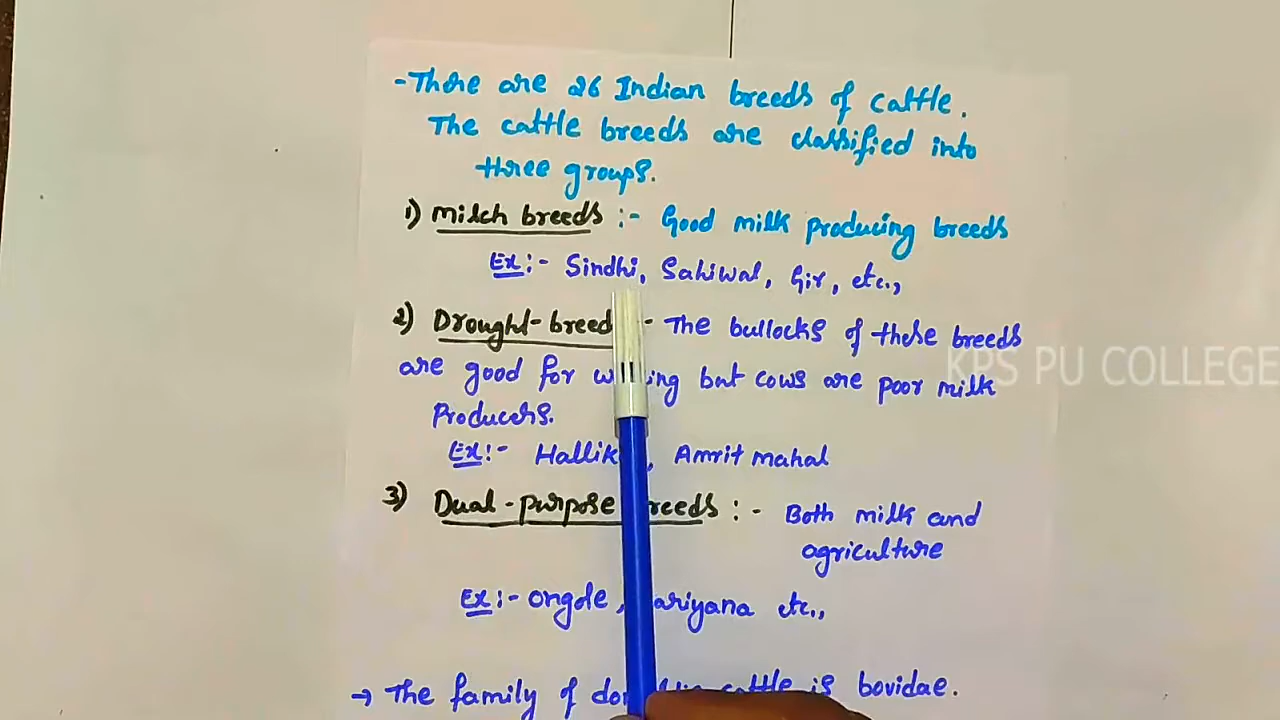 - There are 26 Indian breeds of cattle.
The cattle breeds are classified into
three groups.
1) Milch breeds :- Good milk producing breeds
Ex:- Sindhi, Sahiwal, Gir, etc.,
2) Drought-breed - The bullocks of these breeds
are good for but cows are poor milk
Producers.
Ex:- , Amrit mahal
3) Dual-purpose :- Both milk and
agriculture
Ex:- ongole, etc.,
→ The family of cattle is bovidae.
KPS PU COLLEGE